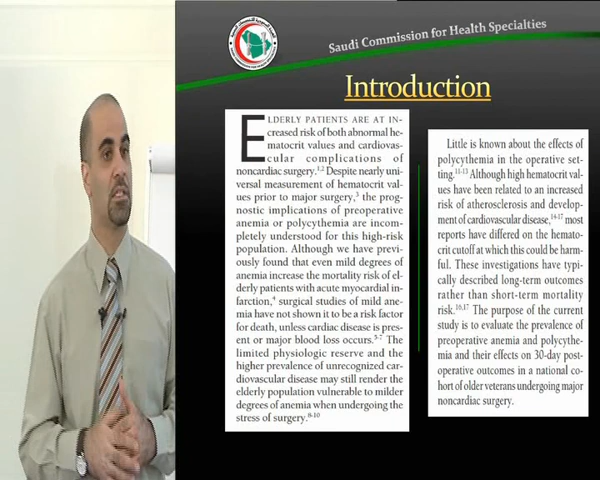 Saudi Commission for Health Specialties
Introduction
ELDERLY PATIENTS ARE AT IN-
creased risk of both abnormal he-
matocrit values and cardiovas-
cular complications of
noncardiac surgery.1,2 Despite nearly uni-
versal measurement of hematocrit val-
ues prior to major surgery,3 the prog-
nostic implications of preoperative
anemia or polycythemia are incom-
pletely understood for this high-risk
population. Although we have previ-
ously found that even mild degrees of
anemia increase the mortality risk of el-
derly patients with acute myocardial in-
farction,4 surgical studies of mild ane-
mia have not shown it to be a risk factor
for death, unless cardiac disease is pres-
ent or major blood loss occurs.5-7 The
limited physiologic reserve and the
higher prevalence of unrecognized car-
diovascular disease may still render the
elderly population vulnerable to milder
degrees of anemia when undergoing the
stress of surgery.8-10
Little is known about the effects of
polycythemia in the operative set-
ting.11-13 Although high hematocrit val-
ues have been related to an increased
risk of atherosclerosis and develop-
ment of cardiovascular disease,14-17 most
reports have differed on the hemato-
crit cutoff at which this could be harm-
ful. These investigations have typi-
cally described long-term outcomes
rather than short-term mortality
risk.16,17 The purpose of the current
study is to evaluate the prevalence of
preoperative anemia and polycythe-
mia and their effects on 30-day post-
operative outcomes in a national co-
hort of older veterans undergoing major
noncardiac surgery.